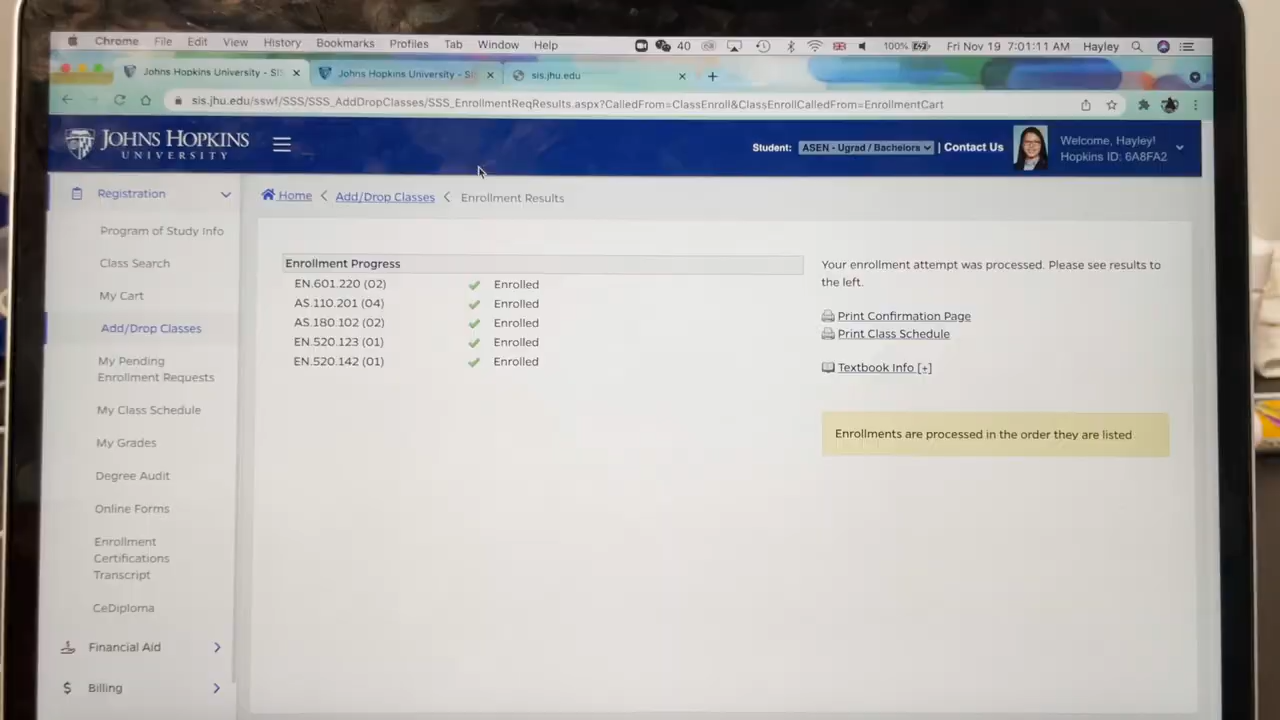 Chrome File Edit View History Bookmarks Profiles Tab Window Help 40 100% Fri Nov 19 7:01:11 AM Hayley
Johns Hopkins University - SIS
Johns Hopkins University - SI
sis.jhu.edu
sis.jhu.edu/sswf/SSS/SSS_AddDropClasses/SSS_EnrollmentReqResults.aspx?CalledFrom=ClassEnroll&ClassEnrollCalledFrom=EnrollmentCart
JOHNS HOPKINS
UNIVERSITY
Student: ASEN - Ugrad / Bachelors | Contact Us
Welcome, Hayley!
Hopkins ID: 6A8FA2
Registration
Program of Study Info
Class Search
My Cart
Add/Drop Classes
My Pending
Enrollment Requests
My Class Schedule
My Grades
Degree Audit
Online Forms
Enrollment
Certifications
Transcript
CeDiploma
Financial Aid
$ Billing
Home < Add/Drop Classes < Enrollment Results
Enrollment Progress
EN.601.220 (02) Enrolled
AS.110.201 (04) Enrolled
AS.180.102 (02) Enrolled
EN.520.123 (01) Enrolled
EN.520.142 (01) Enrolled
Your enrollment attempt was processed. Please see results to
the left.
Print Confirmation Page
Print Class Schedule
Textbook Info [+]
Enrollments are processed in the order they are listed